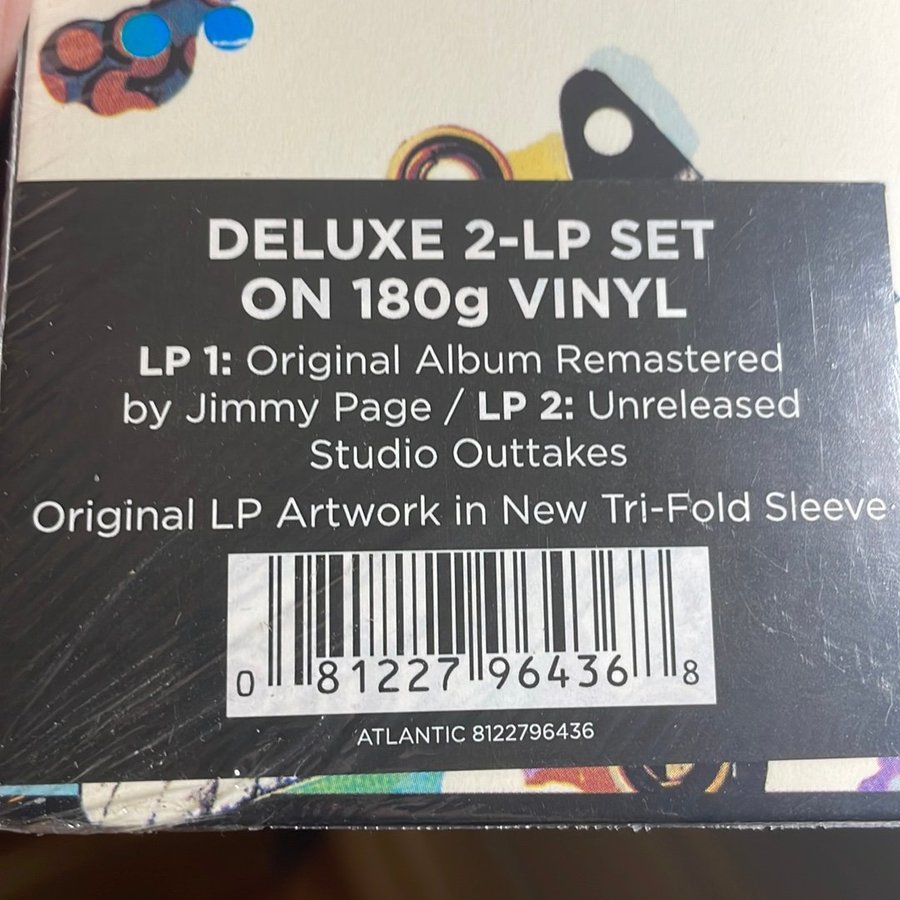 DELUXE 2-LP SET
ON 180g VINYL
LP 1: Original Album Remastered
by Jimmy Page / LP 2: Unreleased
Studio Outtakes
Original LP Artwork in New Tri-Fold Sleeve
0 81227 96436 8
ATLANTIC 8122796436